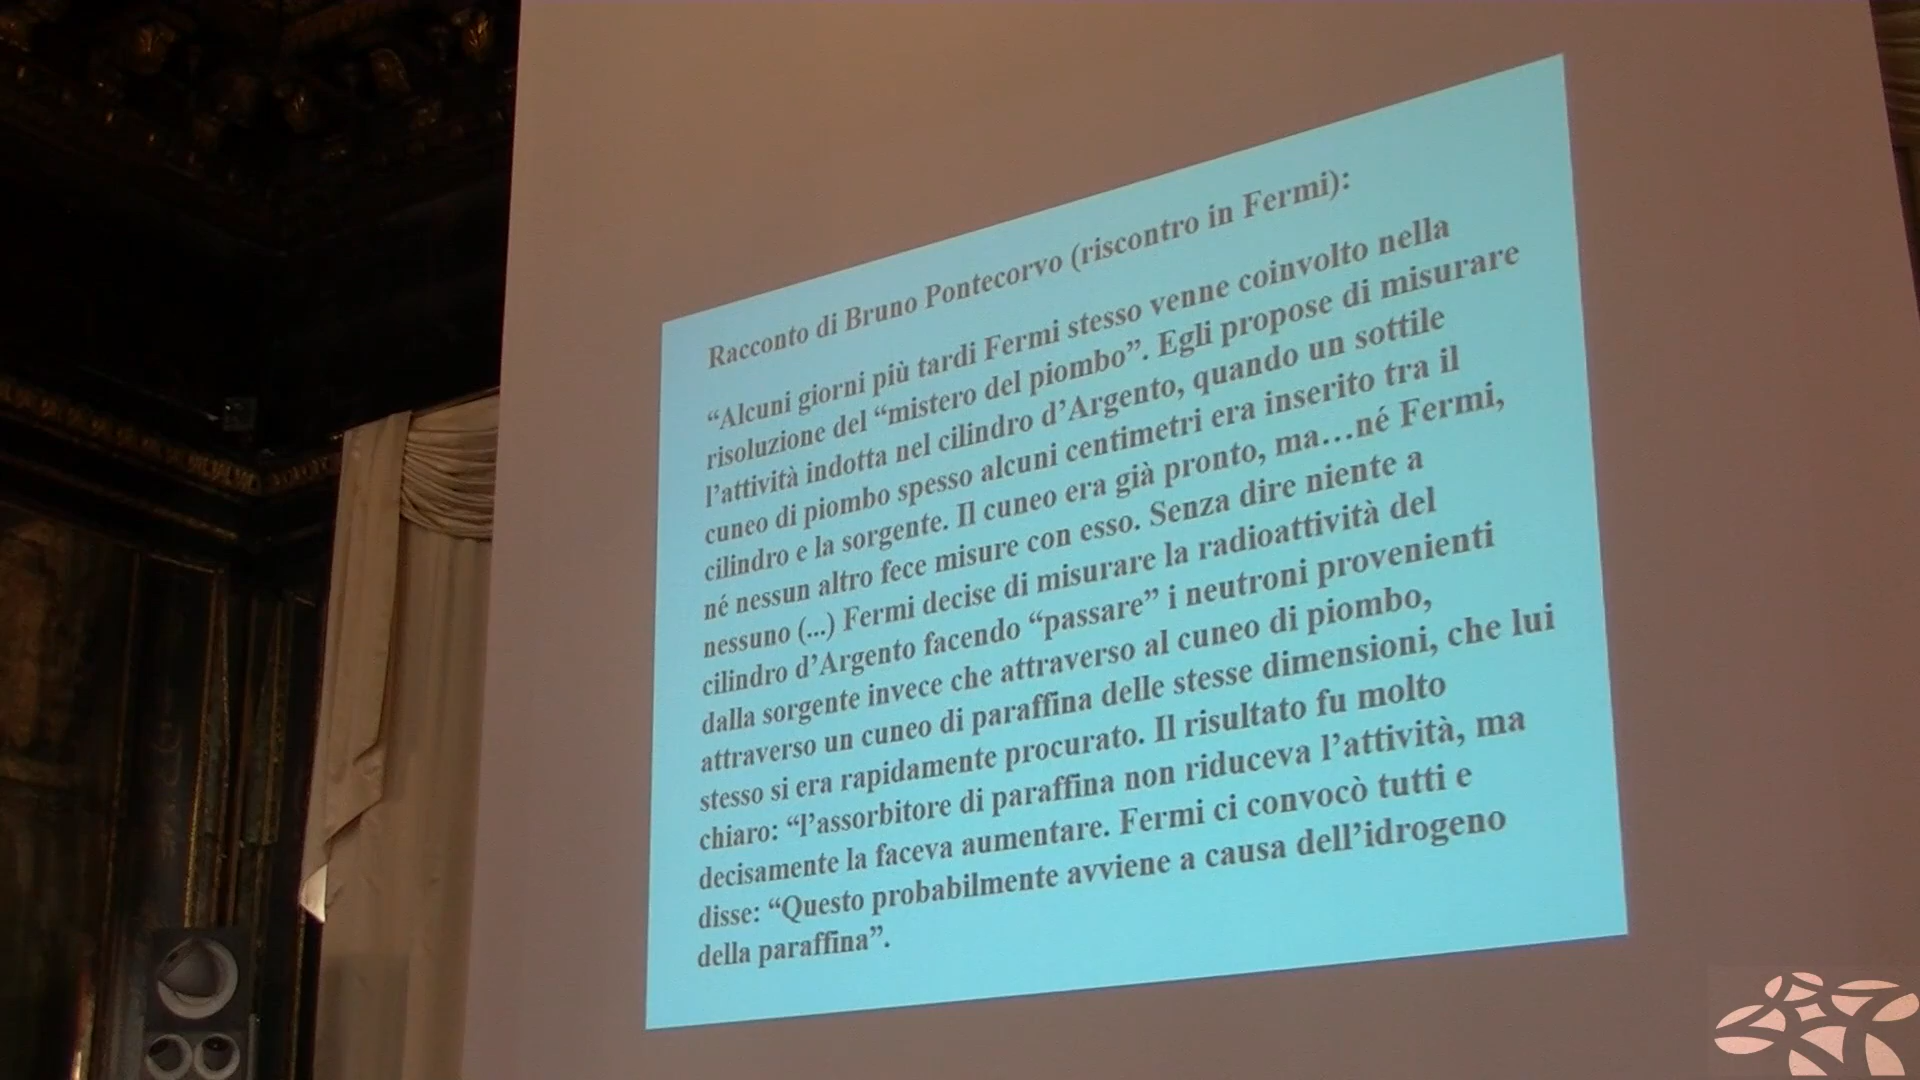 Racconto di Bruno Pontecorvo (riscontro in Fermi):
“Alcuni giorni più tardi Fermi stesso venne coinvolto nella
risoluzione del “mistero del piombo”. Egli propose di misurare
l’attività indotta nel cilindro d’Argento, quando un sottile
cuneo di piombo spesso alcuni centimetri era inserito tra il
cilindro e la sorgente. Il cuneo era già pronto, ma…né Fermi,
né nessun altro fece misure con esso. Senza dire niente a
nessuno (...) Fermi decise di misurare la radioattività del
cilindro d’Argento facendo “passare” i neutroni provenienti
dalla sorgente invece che attraverso al cuneo di piombo,
attraverso un cuneo di paraffina delle stesse dimensioni, che lui
stesso si era rapidamente procurato. Il risultato fu molto
chiaro: “l’assorbitore di paraffina non riduceva l’attività, ma
decisamente la faceva aumentare. Fermi ci convocò tutti e
disse: “Questo probabilmente avviene a causa dell’idrogeno
della paraffina”.